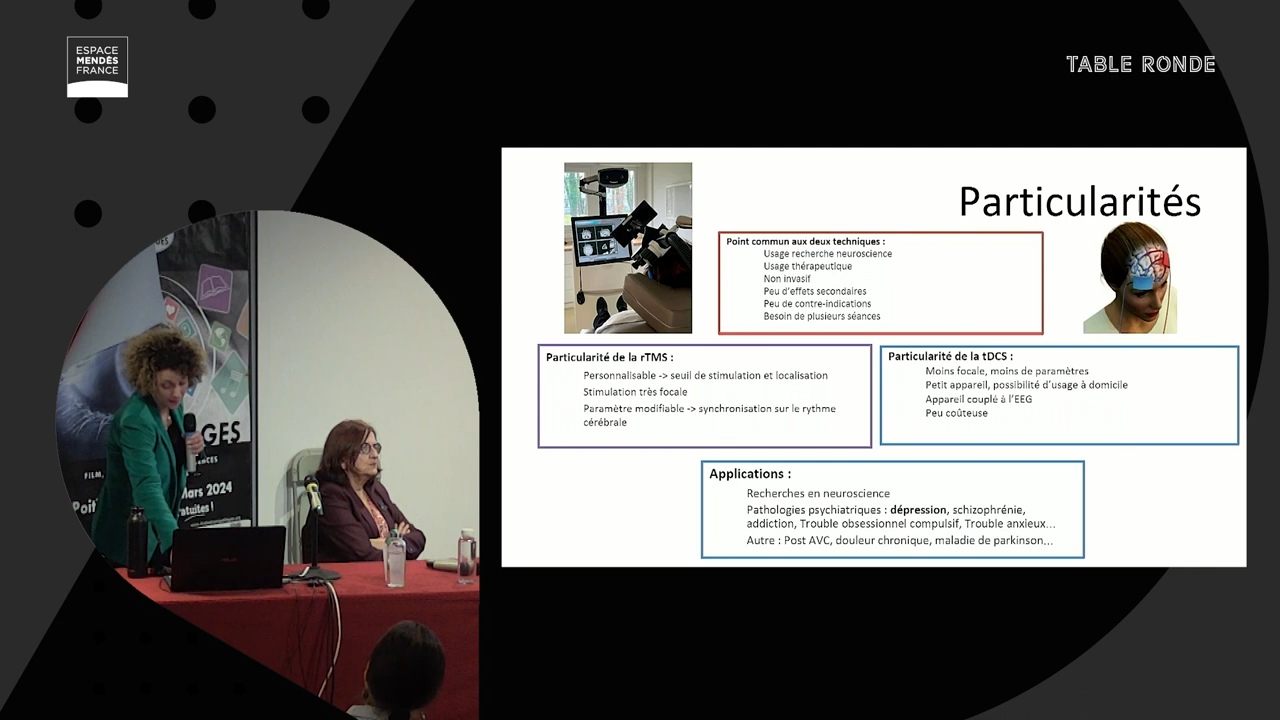 ESPACE
MENDÈS
FRANCE
TABLE RONDE
Particularités
Point commun aux deux techniques :
Usage recherche neuroscience
Usage thérapeutique
Non invasif
Peu d'effets secondaires
Peu de contre-indications
Besoin de plusieurs séances
Particularité de la rTMS :
Personnalisable -> seuil de stimulation et localisation
Stimulation très focale
Paramètre modifiable -> synchronisation sur le rythme
cérébrale
Particularité de la tDCS :
Moins focale, moins de paramètres
Petit appareil, possibilité d'usage à domicile
Appareil couplé à l'EEG
Peu coûteuse
Applications :
Recherches en neuroscience
Pathologies psychiatriques : dépression, schizophrénie,
addiction, Trouble obsessionnel compulsif, Trouble anxieux...
Autre : Post AVC, douleur chronique, maladie de parkinson...
GES
FILM,
Poiti
Mars 2024